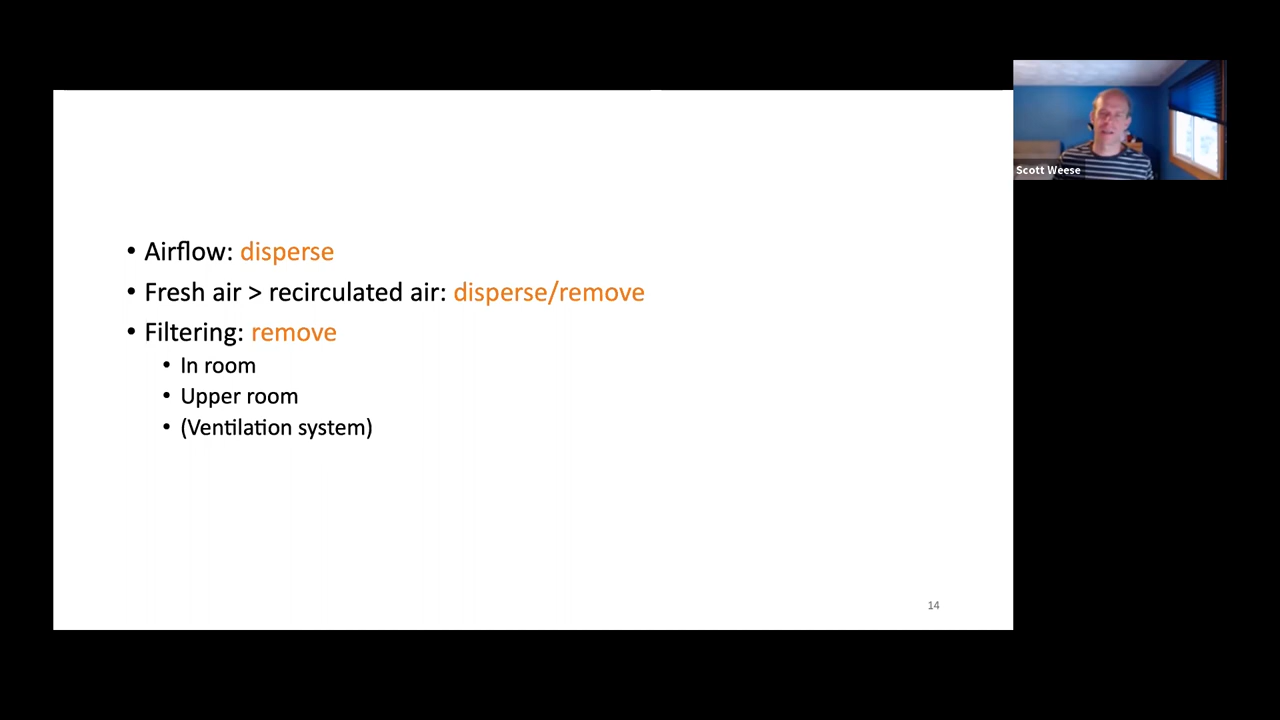 • Airflow: disperse
• Fresh air > recirculated air: disperse/remove
• Filtering: remove
• In room
• Upper room
• (Ventilation system)
14
Scott Weese